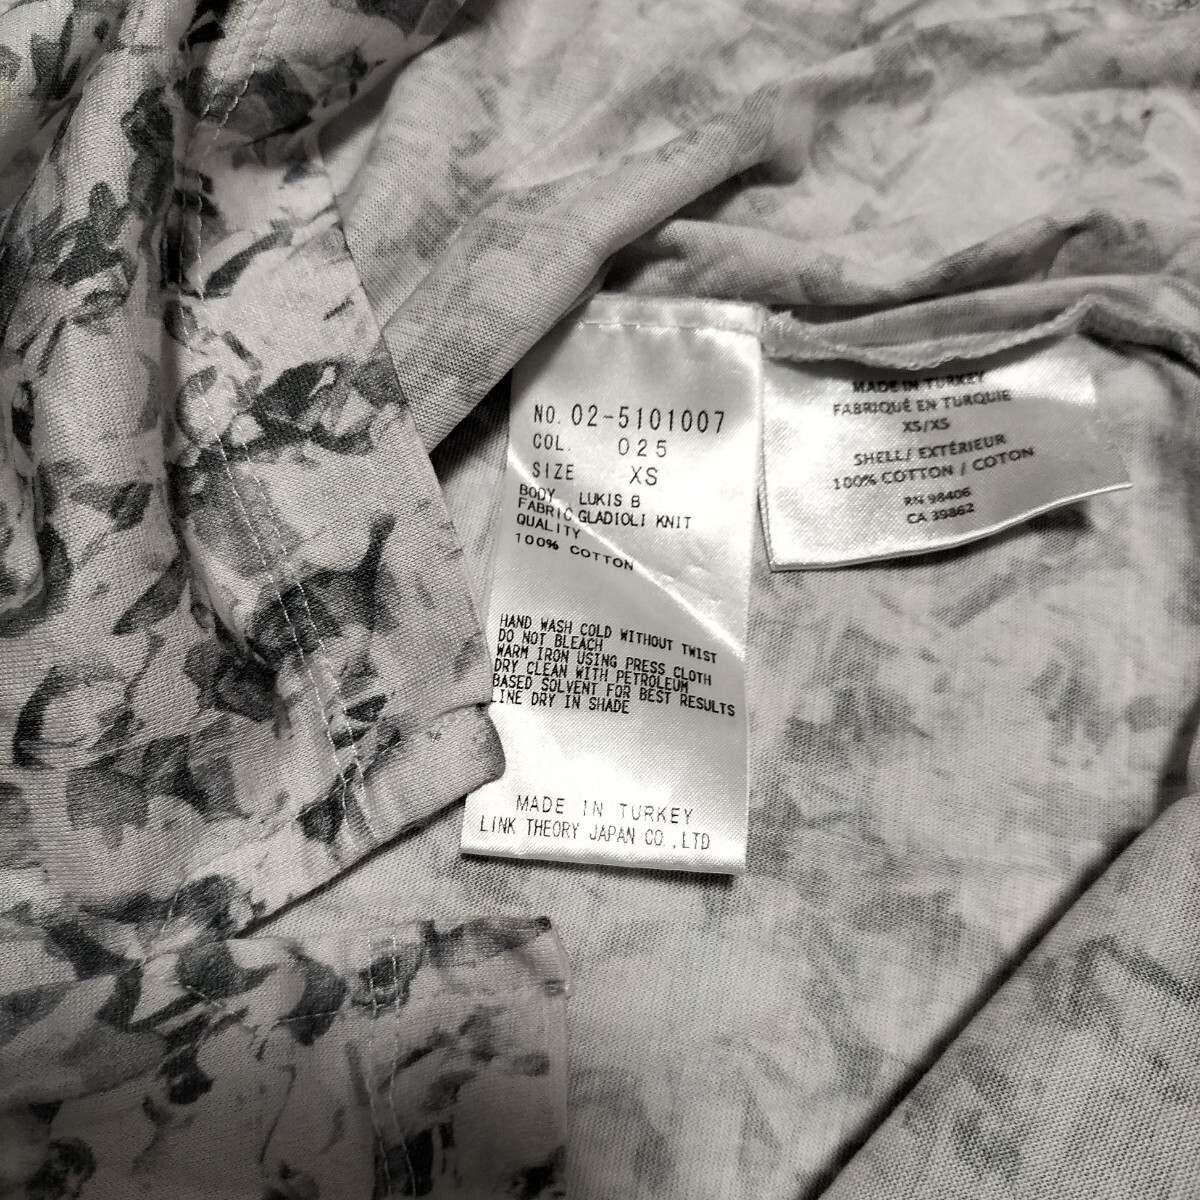 NO. 02-5101007
COL. 025
SIZE XS
BODY LUKIS B
FABRIC GLADIOLI KNIT
QUALITY
100% COTTON
HAND WASH COLD WITHOUT TWIST
DO NOT BLEACH
WARM IRON USING PRESS CLOTH
DRY CLEAN WITH PETROLEUM
BASED SOLVENT FOR BEST RESULTS
LINE DRY IN SHADE
MADE IN TURKEY
LINK THEORY JAPAN CO.,LTD
MADE IN TURKEY
FABRIQUÉ EN TURQUIE
XS/XS
SHELL/ EXTÉRIEUR
100% COTTON / COTON
RN 98406
CA 39862